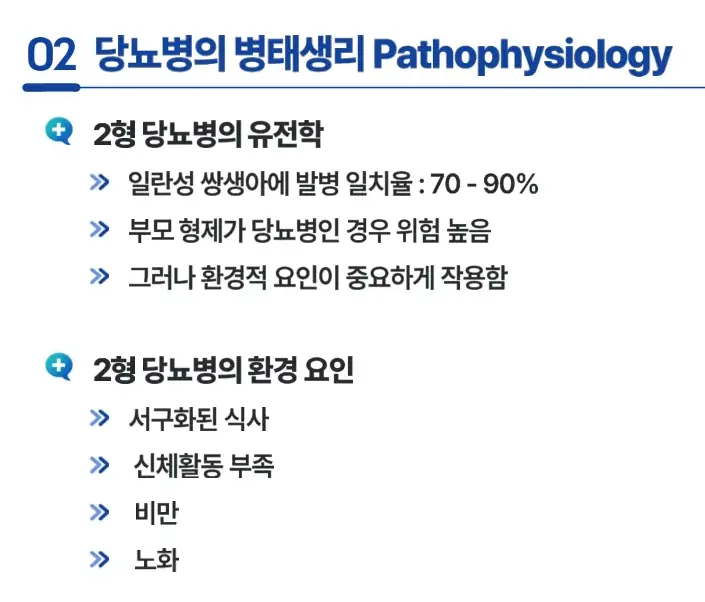 02 당뇨병의 병태생리 Pathophysiology
2형 당뇨병의 유전학
일란성 쌍생아에 발병 일치율 : 70 - 90%
부모 형제가 당뇨병인 경우 위험 높음
그러나 환경적 요인이 중요하게 작용함
2형 당뇨병의 환경 요인
서구화된 식사
신체활동 부족
비만
노화